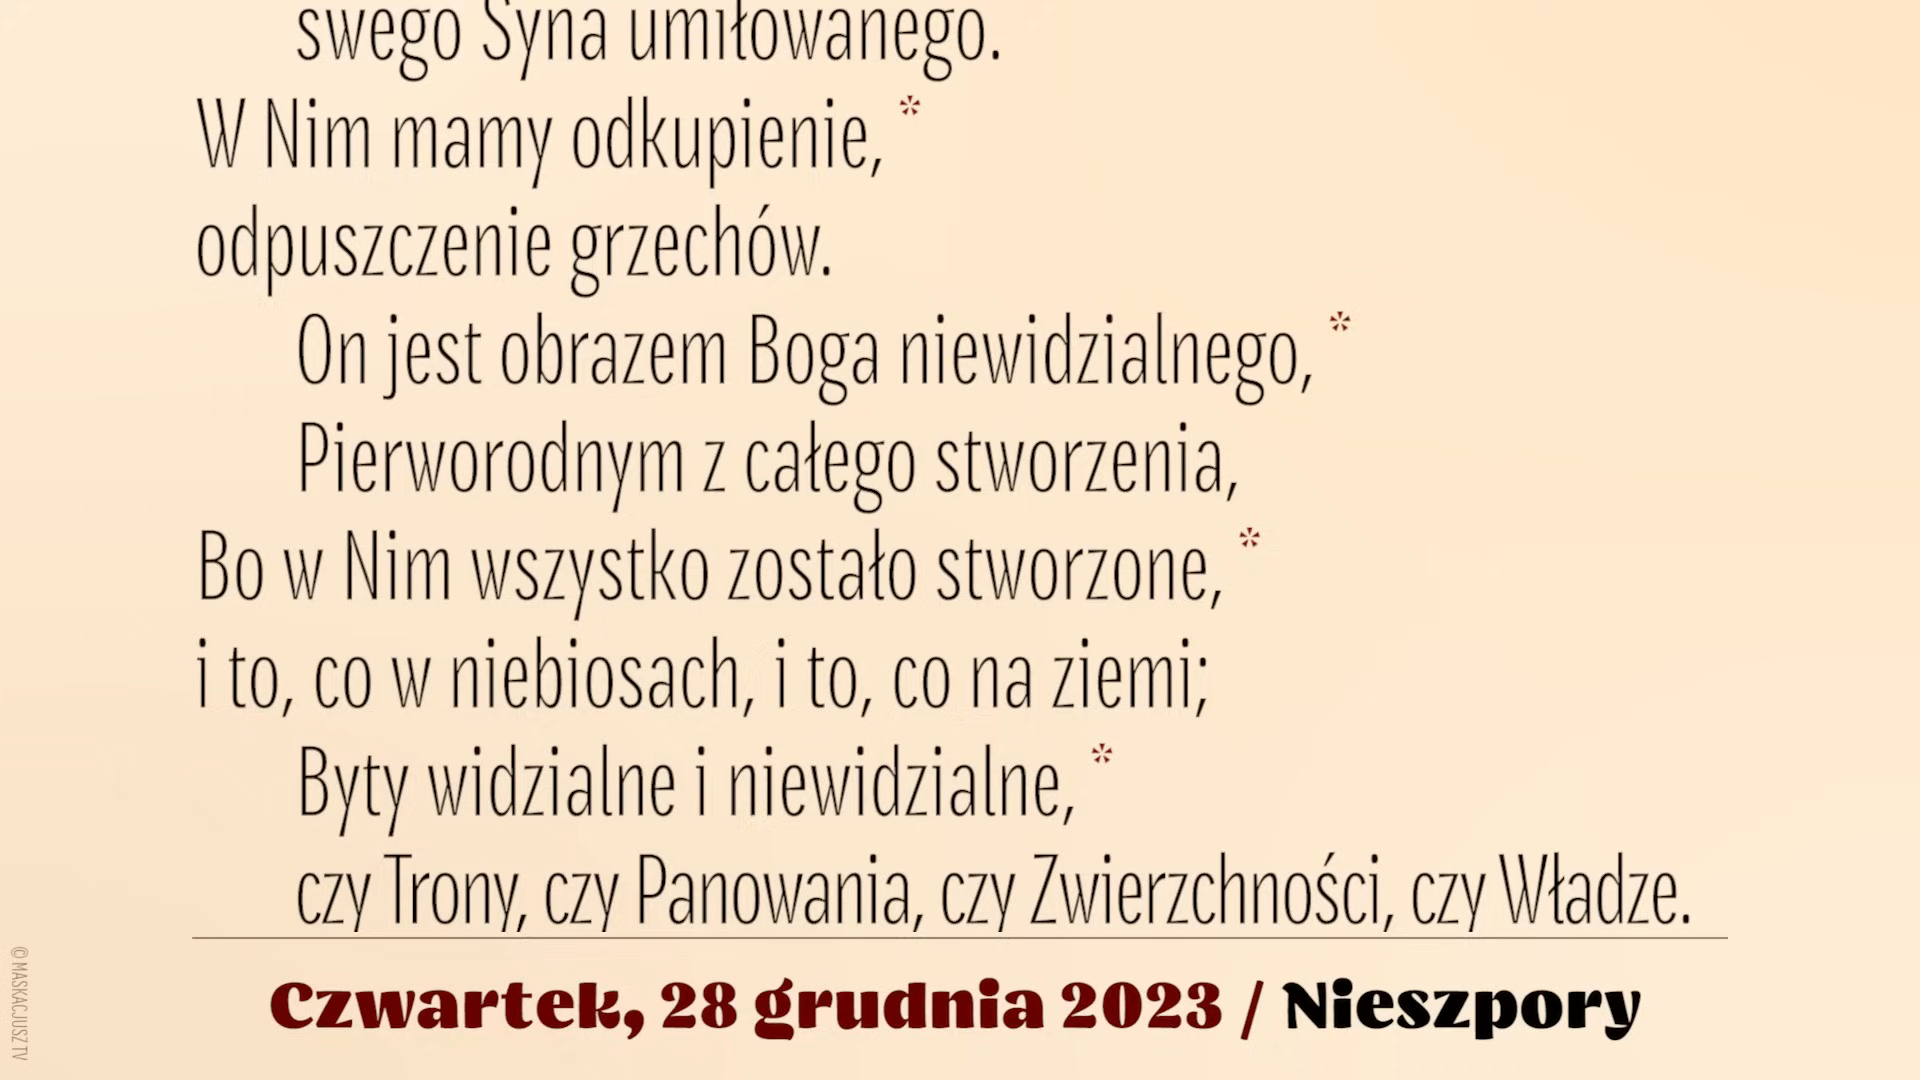 swego Syna umiłowanego.
W Nim mamy odkupienie, *
odpuszczenie grzechów.
On jest obrazem Boga niewidzialnego, *
Pierworodnym z całego stworzenia,
Bo w Nim wszystko zostało stworzone, *
i to, co w niebiosach, i to, co na ziemi;
Byty widzialne i niewidzialne, *
czy Trony, czy Panowania, czy Zwierzchności, czy Władze.
Czwartek, 28 grudnia 2023 / Nieszpory
© MASKACJUSZ TV